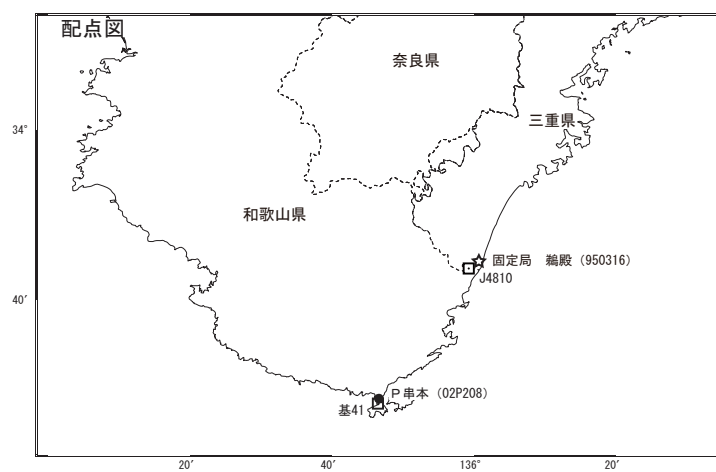 配点図
奈良県
34°
三重県
和歌山県
固定局　鵜殿（950316）
J4810
40′
Ｐ串本（02P208）
基41
20′
40′
136°
20′